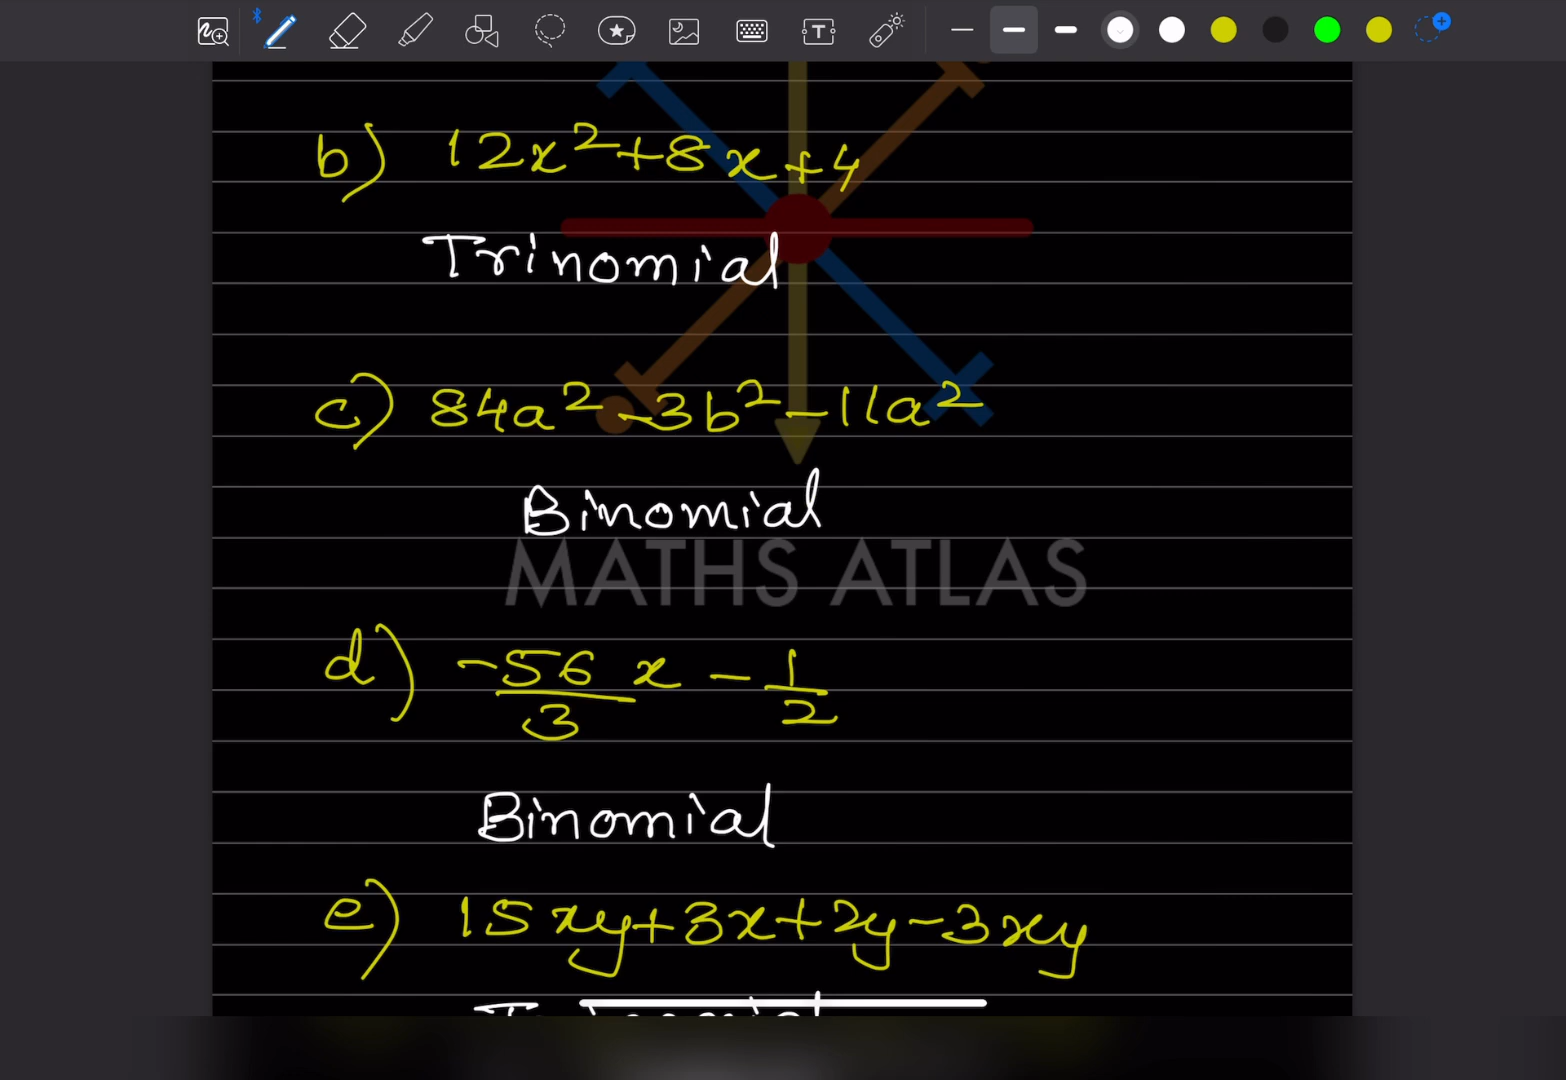 b) 12x²+8x+4
Trinomial
c) 84a²-3b²-11a²
Binomial
MATHS ATLAS
d) -56/3 x - 1/2
Binomial
e) 15xy+3x+2y-3xy